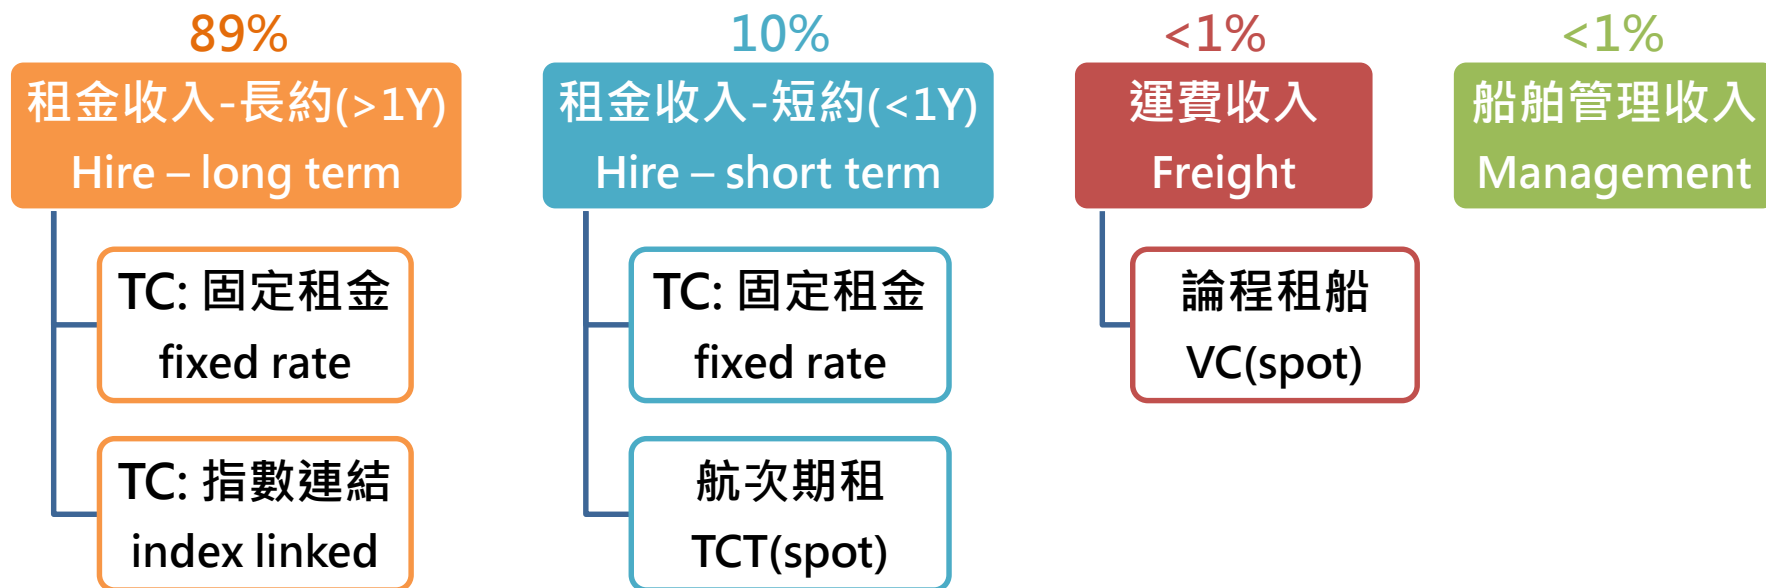 89%
租金收入-長約(>1Y)
Hire – long term
TC: 固定租金
fixed rate
TC: 指數連結
index linked
10%
租金收入-短約(<1Y)
Hire – short term
TC: 固定租金
fixed rate
航次期租
TCT(spot)
<1%
運費收入
Freight
論程租船
VC(spot)
<1%
船舶管理收入
Management